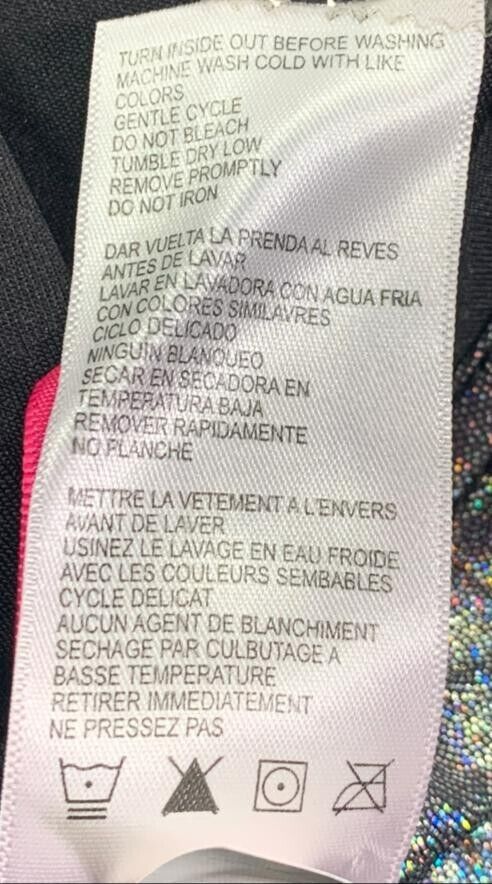 TURN INSIDE OUT BEFORE WASHING
MACHINE WASH COLD WITH LIKE
COLORS
GENTLE CYCLE
DO NOT BLEACH
TUMBLE DRY LOW
REMOVE PROMPTLY
DO NOT IRON
DAR VUELTA LA PRENDA AL REVES
ANTES DE LAVAR
LAVAR EN LAVADORA CON AGUA FRIA
CON COLORES SIMILAVRES
CICLO DELICADO
NINGUIN BLANQUEO
SECAR EN SECADORA EN
TEMPERATURA BAJA
REMOVER RAPIDAMENTE
NO PLANCHE
METTRE LA VETEMENT A L'ENVERS
AVANT DE LAVER
USINEZ LE LAVAGE EN EAU FROIDE
AVEC LES COULEURS SEMBABLES
CYCLE DELICAT
AUCUN AGENT DE BLANCHIMENT
SECHAGE PAR CULBUTAGE A
BASSE TEMPERATURE
RETIRER IMMEDIATEMENT
NE PRESSEZ PAS